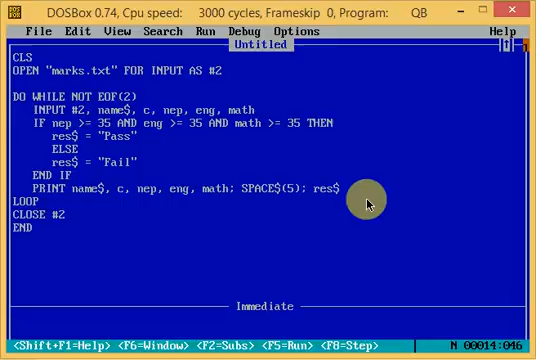 DOSBox 0.74, Cpu speed: 3000 cycles, Frameskip 0, Program: QB
File Edit View Search Run Debug Options Help
Untitled
CLS
OPEN "marks.txt" FOR INPUT AS #2
DO WHILE NOT EOF(2)
INPUT #2, name$, c, nep, eng, math
IF nep >= 35 AND eng >= 35 AND math >= 35 THEN
res$ = "Pass"
ELSE
res$ = "Fail"
END IF
PRINT name$, c, nep, eng, math; SPACE$(5); res$
LOOP
CLOSE #2
END
Immediate
<Shift+F1=Help> <F6=Window> <F2=Subs> <F5=Run> <F8=Step> N 00014:046